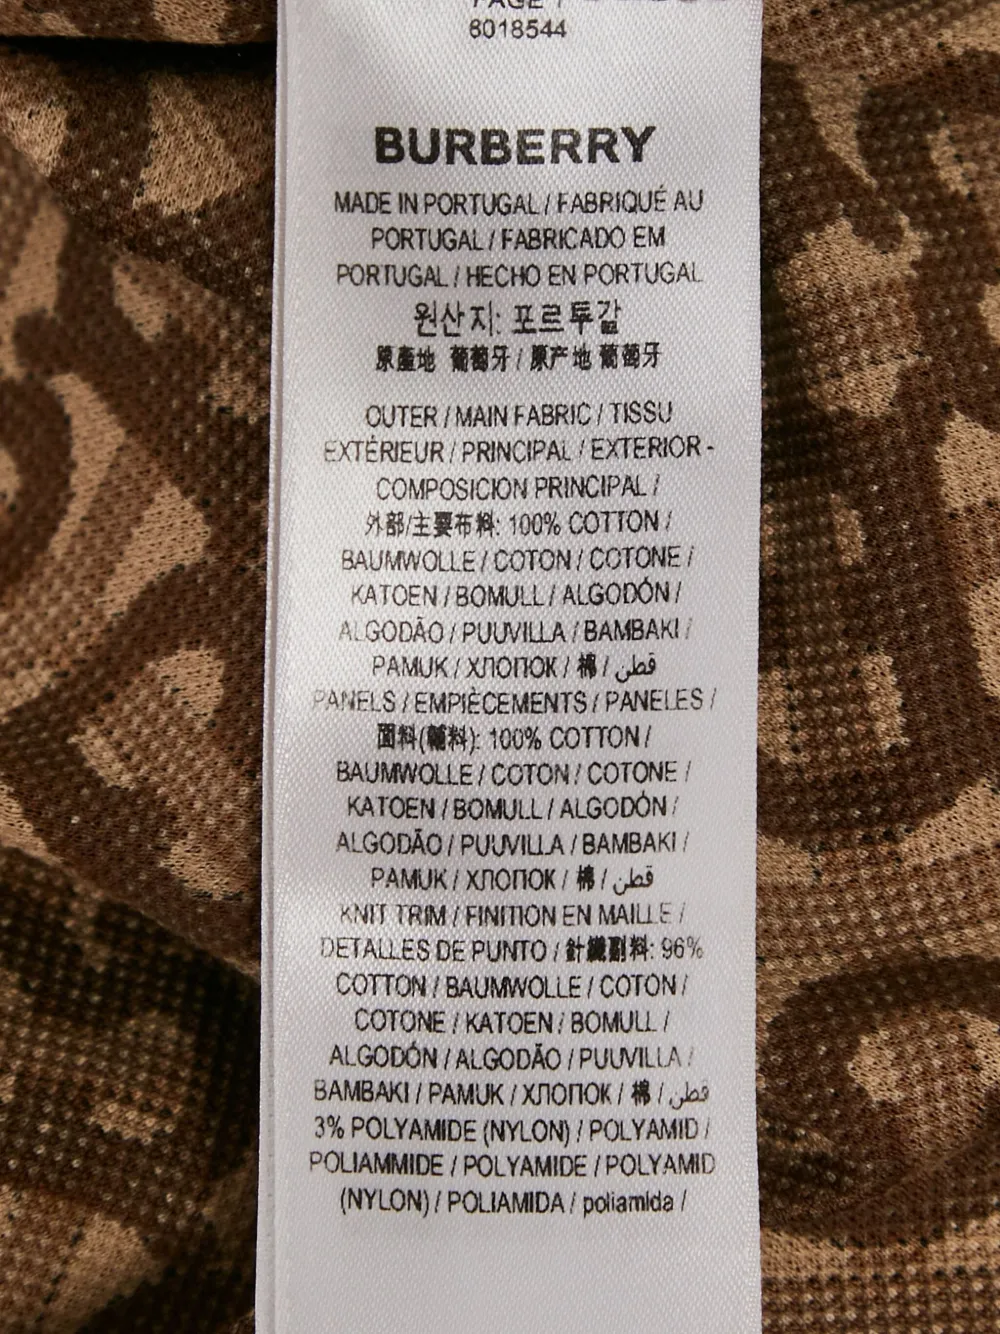 PAGE 1
8018544
BURBERRY
MADE IN PORTUGAL / FABRIQUÉ AU
PORTUGAL / FABRICADO EM
PORTUGAL / HECHO EN PORTUGAL
원산지: 포르투갈
原產地 葡萄牙 / 原产地 葡萄牙
OUTER / MAIN FABRIC / TISSU
EXTÉRIEUR / PRINCIPAL / EXTERIOR -
COMPOSICION PRINCIPAL /
外部/主要布料: 100% COTTON /
BAUMWOLLE / COTON / COTONE /
KATOEN / BOMULL / ALGODÓN /
ALGODÃO / PUUVILLA / BAMBAKI /
PAMUK / ХЛОПОК / 棉 / قطن
PANELS / EMPIÈCEMENTS / PANELES /
面料(輔料): 100% COTTON /
BAUMWOLLE / COTON / COTONE /
KATOEN / BOMULL / ALGODÓN /
ALGODÃO / PUUVILLA / BAMBAKI /
PAMUK / ХЛОПОК / 棉 / قطن
KNIT TRIM / FINITION EN MAILLE /
DETALLES DE PUNTO / 針織副料: 96%
COTTON / BAUMWOLLE / COTON /
COTONE / KATOEN / BOMULL /
ALGODÓN / ALGODÃO / PUUVILLA /
BAMBAKI / PAMUK / ХЛОПОК / 棉 / قطن
3% POLYAMIDE (NYLON) / POLYAMID /
POLIAMMIDE / POLYAMIDE / POLYAMID
(NYLON) / POLIAMIDA / poliamida /